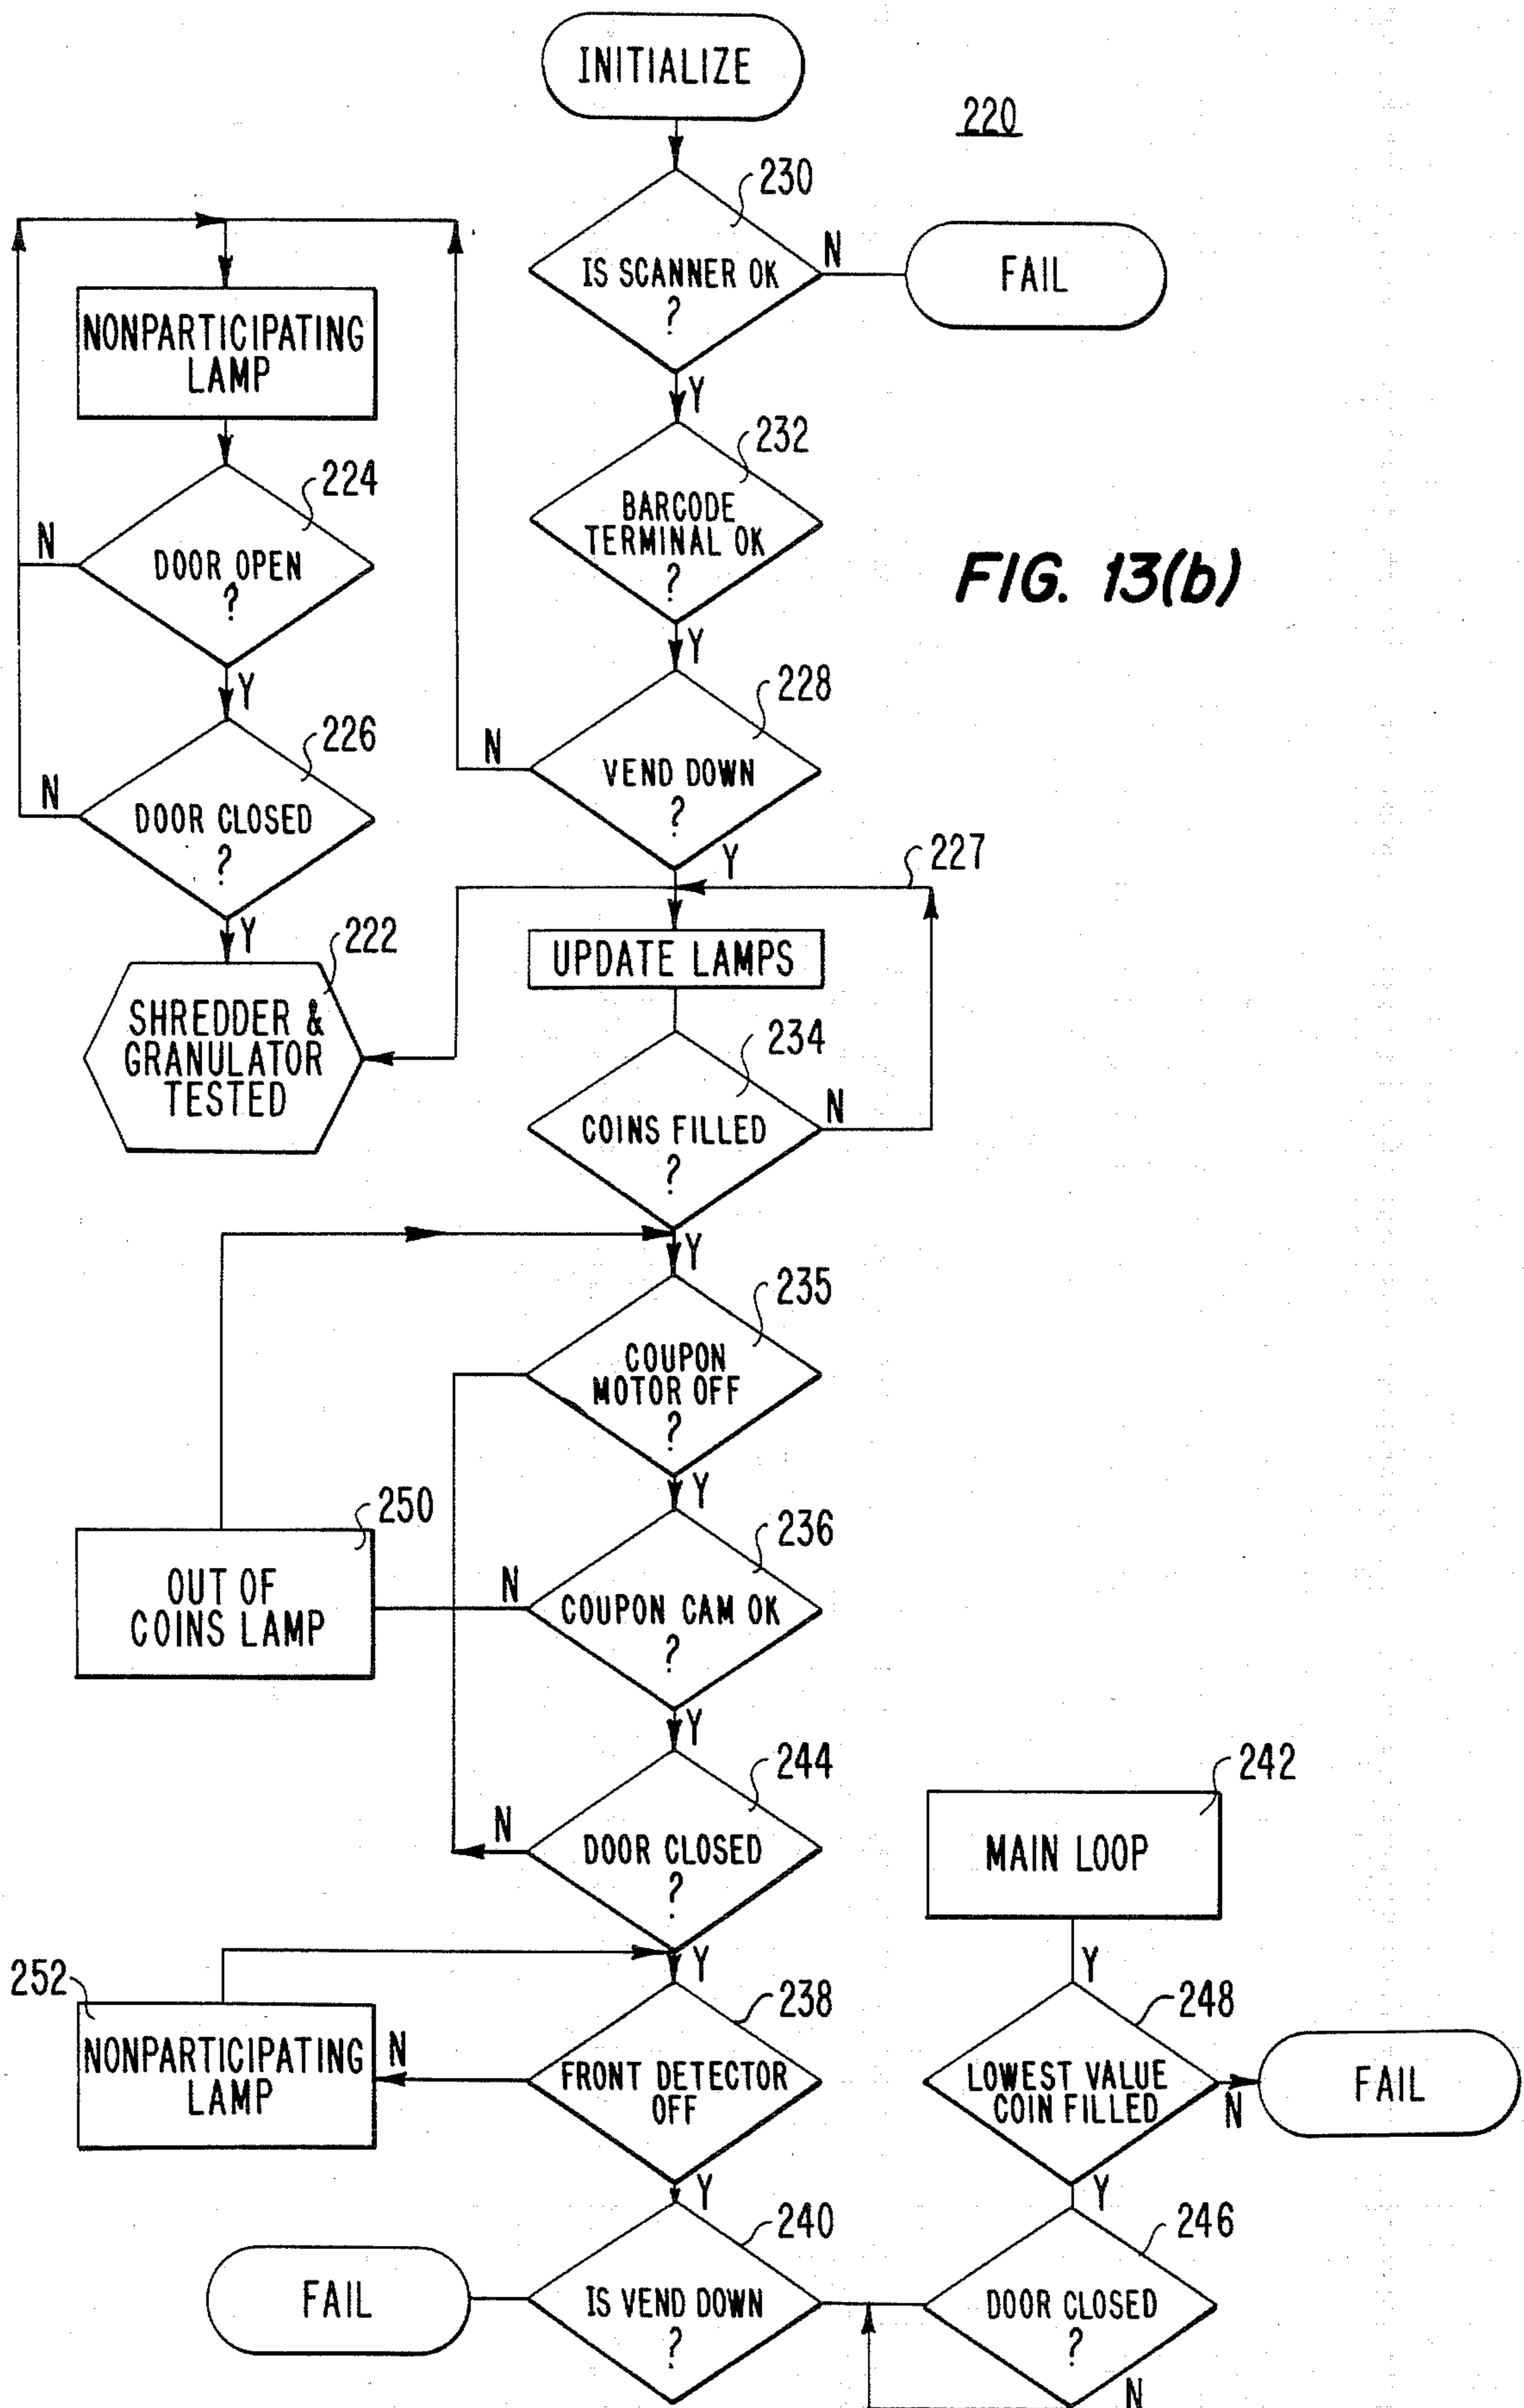 INITIALIZE
220
230
IS SCANNER OK
?
N
FAIL
Y
NONPARTICIPATING
LAMP
232
BARCODE
TERMINAL OK
?
Y
224
DOOR OPEN
?
N
Y
FIG. 13(b)
228
VEND DOWN
?
N
Y
226
DOOR CLOSED
?
N
Y
227
222
SHREDDER &
GRANULATOR
TESTED
UPDATE LAMPS
234
COINS FILLED
?
N
Y
235
COUPON
MOTOR OFF
?
Y
250
OUT OF
COINS LAMP
236
COUPON CAM OK
?
N
Y
244
DOOR CLOSED
?
N
Y
242
MAIN LOOP
Y
252
NONPARTICIPATING
LAMP
238
FRONT DETECTOR
OFF
N
Y
248
LOWEST VALUE
COIN FILLED
N
FAIL
Y
FAIL
240
IS VEND DOWN
?
246
DOOR CLOSED
?
N